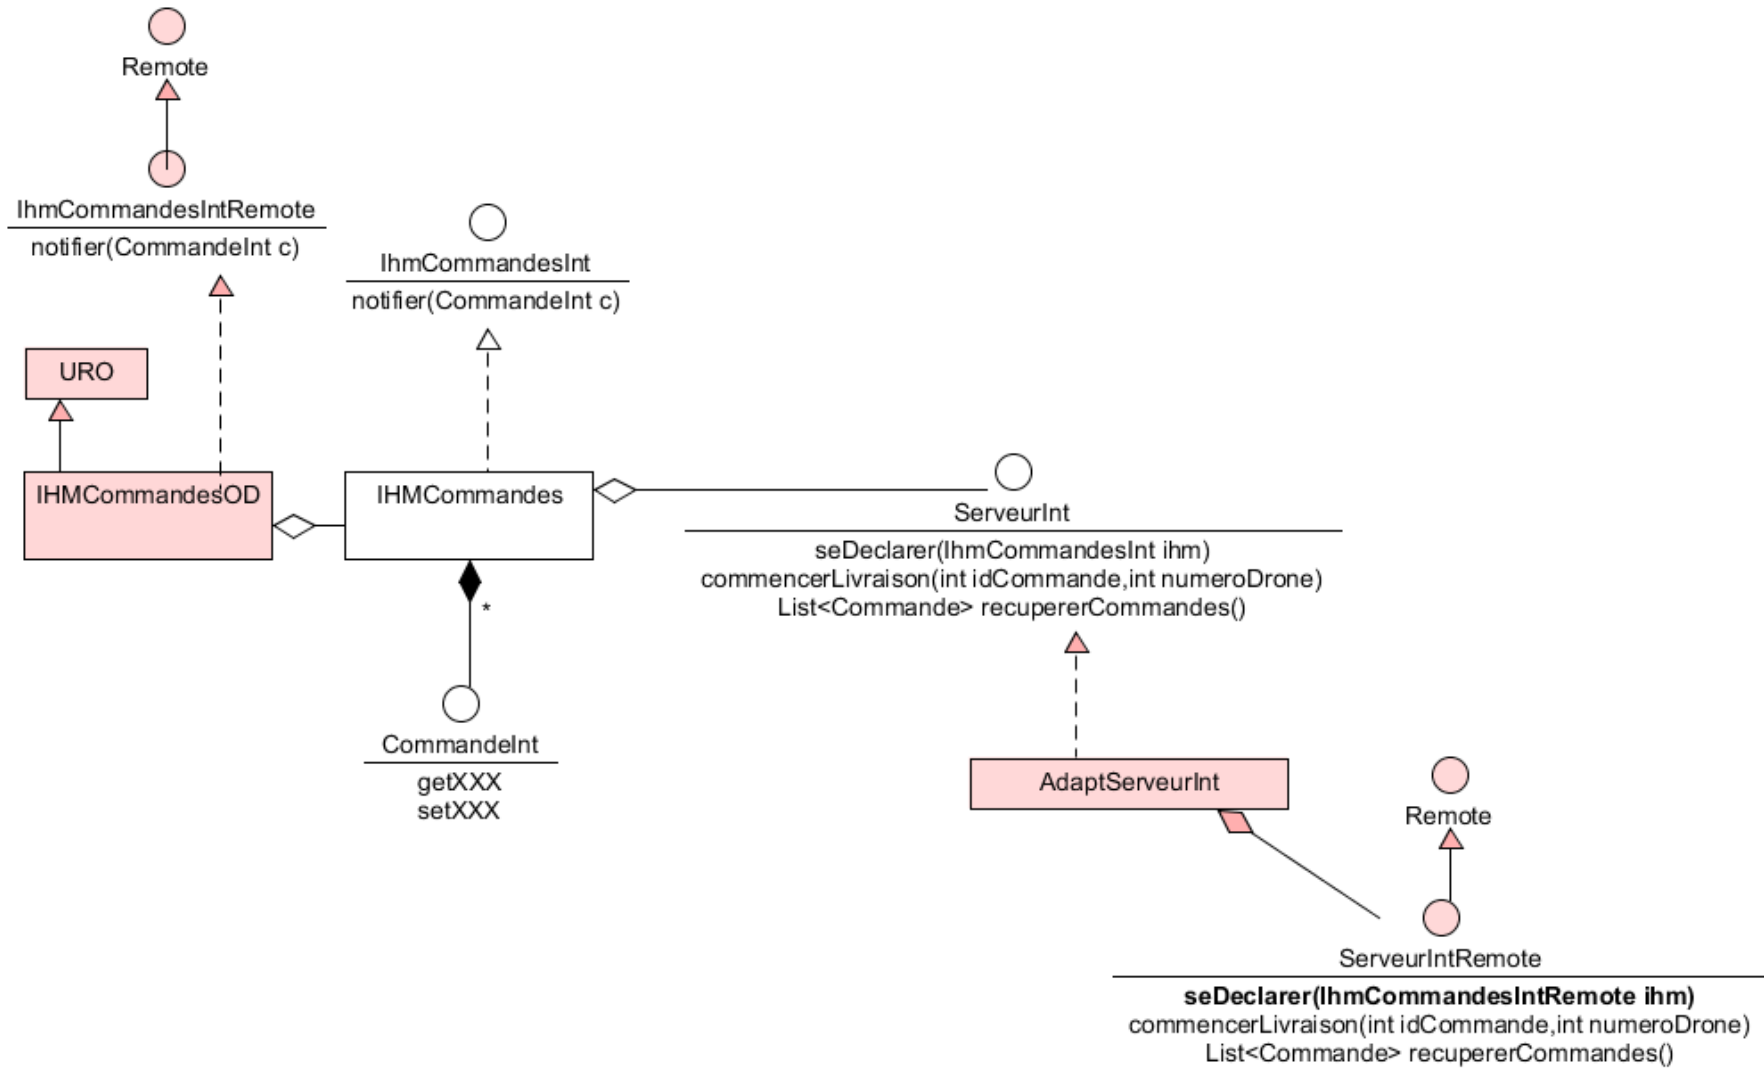 Remote
IhmCommandesIntRemote
notifier(CommandeInt c)
IhmCommandesInt
notifier(CommandeInt c)
URO
IHMCommandesOD
IHMCommandes
ServeurInt
seDeclarer(IhmCommandesInt ihm)
commencerLivraison(int idCommande,int numeroDrone)
List<Commande> recupererCommandes()
*
CommandeInt
getXXX
setXXX
AdaptServeurInt
Remote
ServeurIntRemote
seDeclarer(IhmCommandesIntRemote ihm)
commencerLivraison(int idCommande,int numeroDrone)
List<Commande> recupererCommandes()